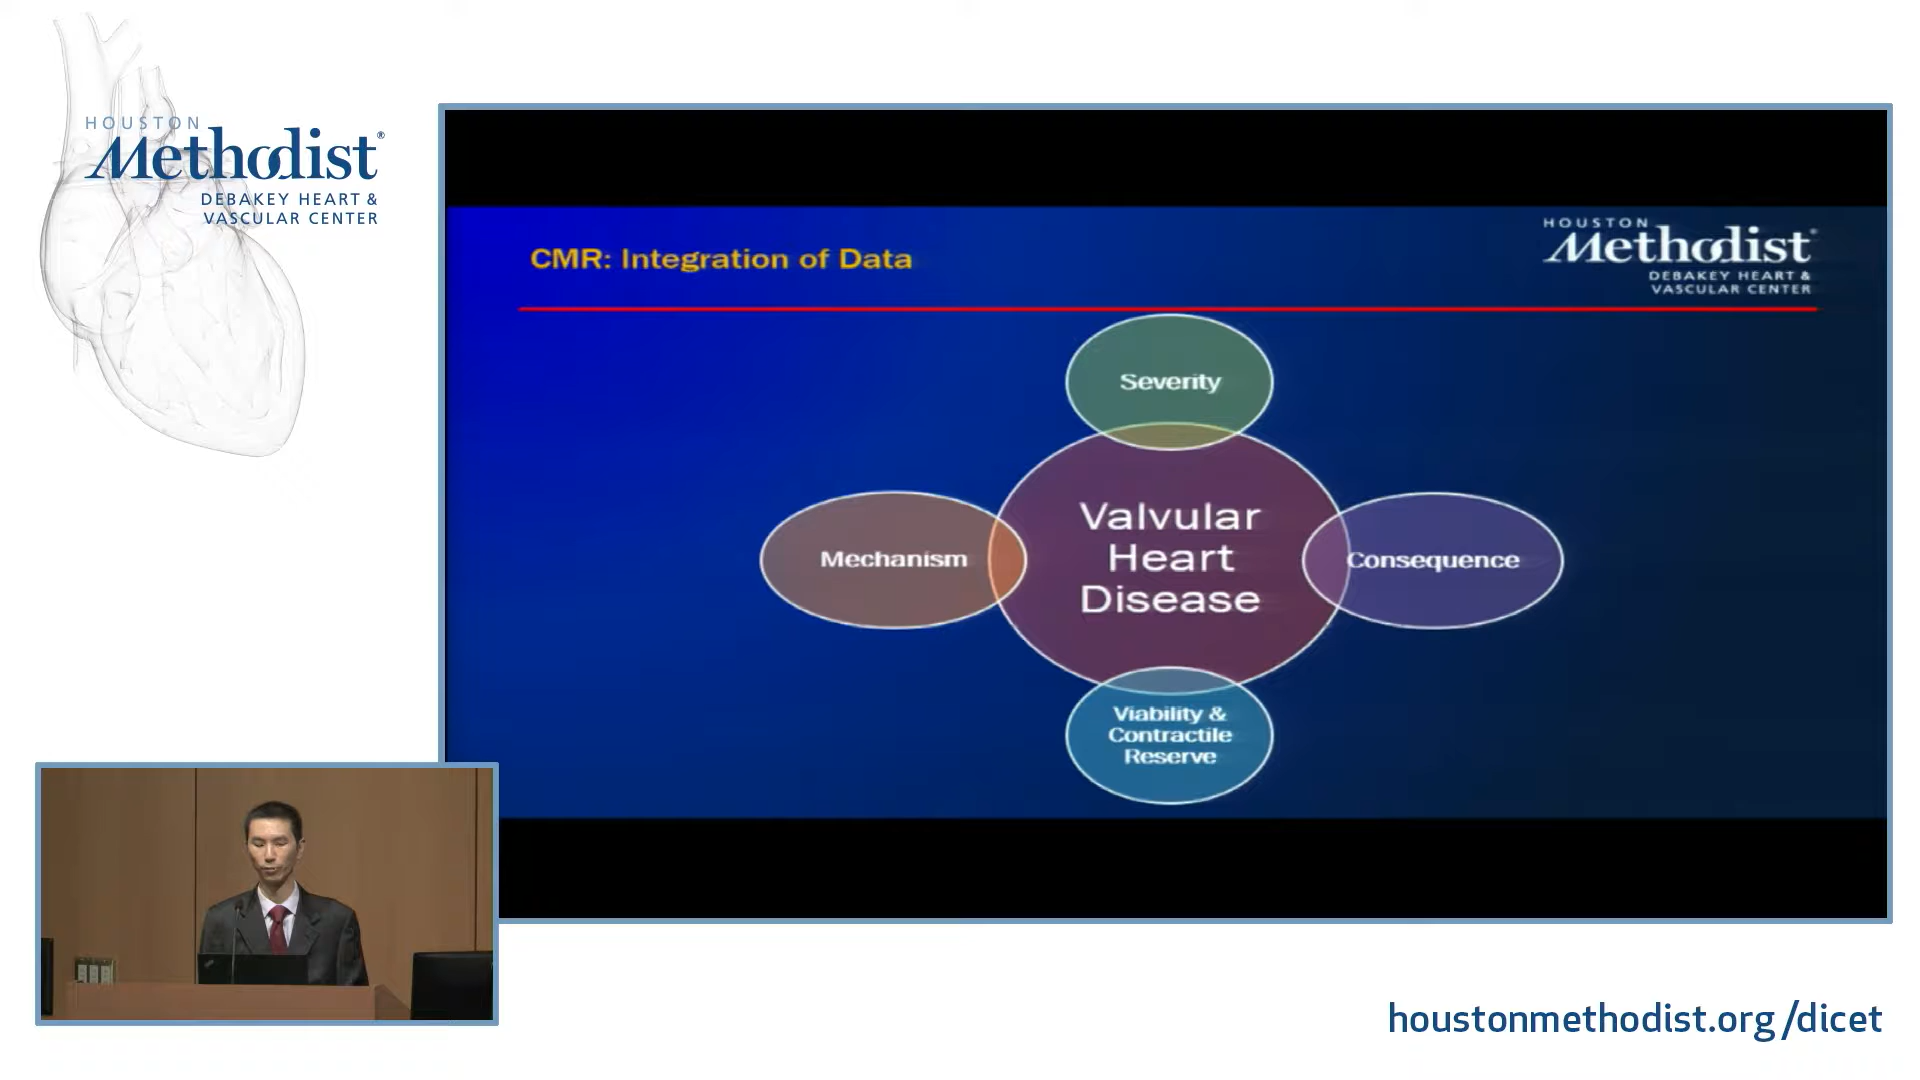 HOUSTON
Methodist®
DEBAKEY HEART &
VASCULAR CENTER
CMR: Integration of Data
HOUSTON
Methodist®
DEBAKEY HEART &
VASCULAR CENTER
Severity
Mechanism
Valvular
Heart
Disease
Consequence
Viability &
Contractile
Reserve
houstonmethodist.org/dicet